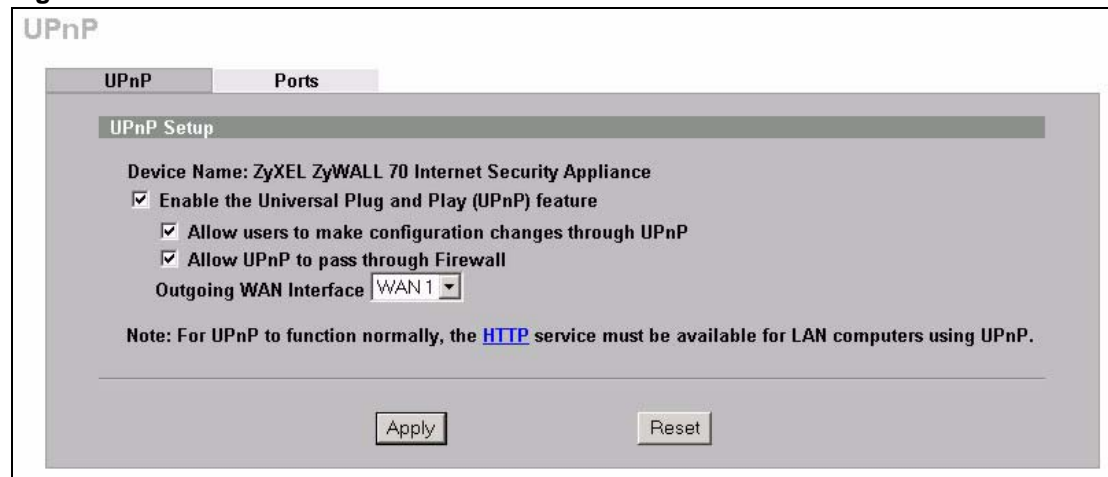 UPnP
UPnP Ports
UPnP Setup
Device Name: ZyXEL ZyWALL 70 Internet Security Appliance
Enable the Universal Plug and Play (UPnP) feature
Allow users to make configuration changes through UPnP
Allow UPnP to pass through Firewall
Outgoing WAN Interface WAN 1
Note: For UPnP to function normally, the HTTP service must be available for LAN computers using UPnP.
Apply Reset